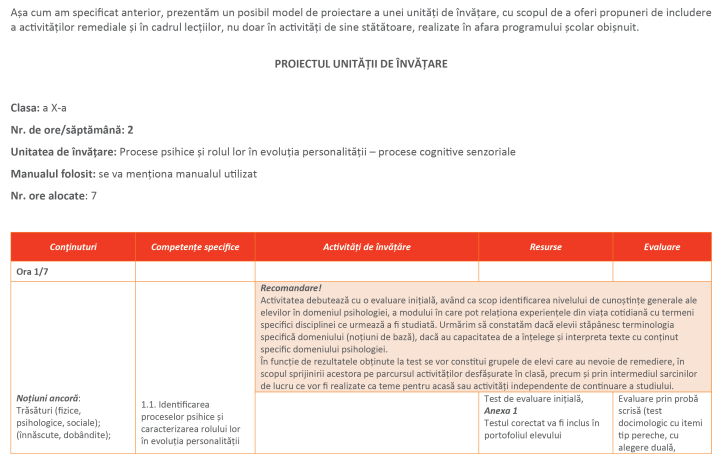 Așa cum am specificat anterior, prezentăm un posibil model de proiectare a unei unități de învățare, cu scopul de a oferi propuneri de includere
a activităților remediale și în cadrul lecțiilor, nu doar în activități de sine stătătoare, realizate în afara programului școlar obișnuit.
PROIECTUL UNITĂȚII DE ÎNVĂȚARE
Clasa: a X-a
Nr. de ore/săptămână: 2
Unitatea de învățare: Procese psihice și rolul lor în evoluția personalității – procese cognitive senzoriale
Manualul folosit: se va menționa manualul utilizat
Nr. ore alocate: 7
Conținuturi Competențe specifice Activități de învățăre Resurse Evaluare
Ora 1/7
Recomandare!
Activitatea debutează cu o evaluare inițială, având ca scop identificarea nivelului de cunoștințe generale ale
elevilor în domeniul psihologiei, a modului în care pot relaționa experiențele din viața cotidiană cu termeni
specifici disciplinei ce urmează a fi studiată. Urmărim să constatăm dacă elevii stăpânesc terminologia
specifică domeniului (noțiuni de bază), dacă au capacitatea de a înțelege și interpreta texte cu conținut
specific domeniului psihologiei.
În funcție de rezultatele obținute la test se vor constitui grupele de elevi care au nevoie de remediere, în
scopul sprijinirii acestora pe parcursul activităților desfășurate în clasă, precum și prin intermediul sarcinilor
de lucru ce vor fi realizate ca teme pentru acasă sau activități independente de continuare a studiului.
Noțiuni ancoră:
Trăsături (fizice,
psihologice, sociale);
(înnăscute, dobândite);
1.1. Identificarea
proceselor psihice și
caracterizarea rolului lor
în evoluția personalității
Test de evaluare inițială,
Anexa 1
Testul corectat va fi inclus în
portofoliul elevului
Evaluare prin probă
scrisă (test
docimologic cu itemi
tip pereche, cu
alegere duală,